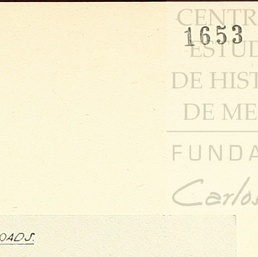 CENTR
1653
ESTUD
DE HIST
DE ME
FUNDA
Carlos
OADS.